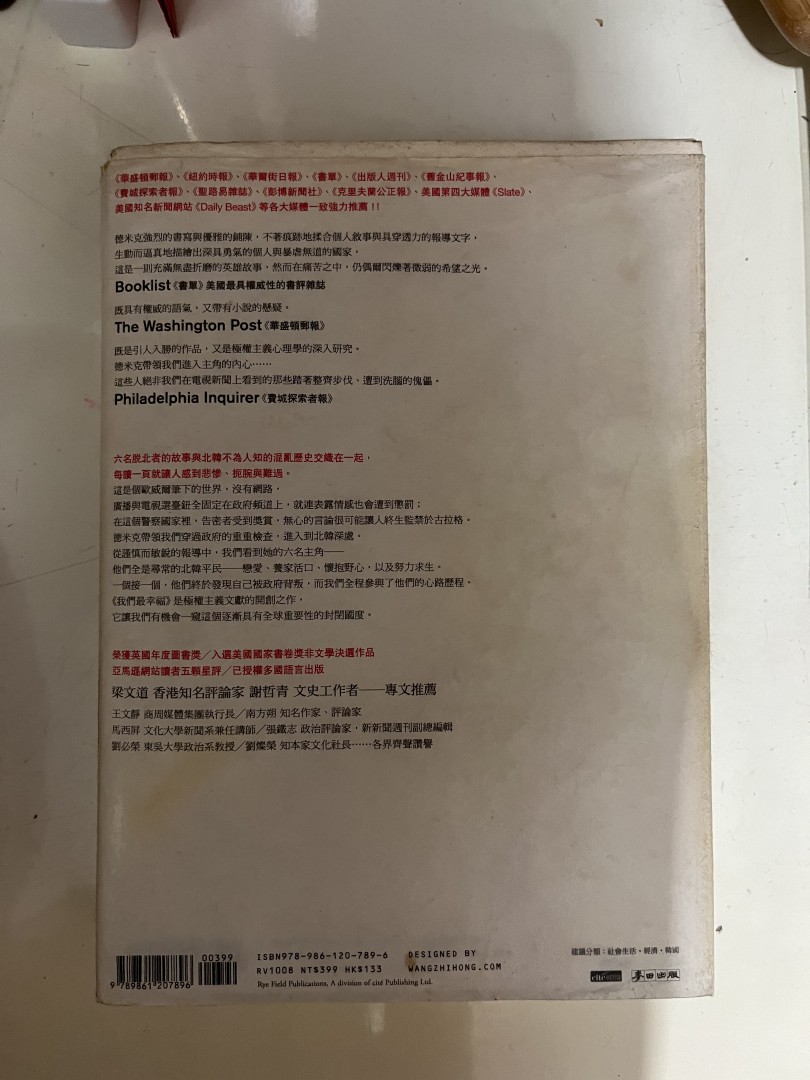 《華盛頓郵報》、《紐約時報》、《華爾街日報》、《書單》、《出版人週刊》、《舊金山紀事報》、
《費城探索者報》、《聖路易雜誌》、《彭博新聞社》、《克里夫蘭公正報》、美國第四大媒體《Slate》、
美國知名新聞網站《Daily Beast》等各大媒體一致強力推薦!!
德米克強烈的書寫與優雅的鋪陳，不著痕跡地揉合個人敘事與具穿透力的報導文字，
生動而逼真地描繪出深具勇氣的個人與暴虐無道的國家，
這是一則充滿無盡折磨的英雄故事，然而在痛苦之中，仍偶爾閃爍著微弱的希望之光。
Booklist《書單》美國最具權威性的書評雜誌
既具有權威的語氣，又帶有小說的懸疑。
The Washington Post《華盛頓郵報》
既是引人入勝的作品，又是極權主義心理學的深入研究。
德米克帶領我們進入主角的內心……
這些人絕非我們在電視新聞上看到的那些踏著整齊步伐、遭到洗腦的傀儡。
Philadelphia Inquirer《費城探索者報》
六名脫北者的故事與北韓不為人知的混亂歷史交織在一起，
每讀一頁就讓人感到悲慘、扼腕與難過。
這是個歐威爾筆下的世界，沒有網路，
廣播與電視選臺鈕全固定在政府頻道上，就連表露情感也會遭到懲罰；
在這個警察國家裡，告密者受到獎賞，無心的言論很可能讓人終生監禁於古拉格。
德米克帶領我們穿過政府的重重檢查，進入到北韓深處。
從謹慎而敏銳的報導中，我們看到她的六名主角——
他們全是尋常的北韓平民——戀愛、養家活口、懷抱野心，以及努力求生。
一個接一個，他們終於發現自己被政府背叛，而我們全程參與了他們的心路歷程。
《我們最幸福》是極權主義文獻的開創之作，
它讓我們有機會一窺這個逐漸具有全球重要性的封閉國度。
榮獲英國年度圖書獎／入選美國國家書卷獎非文學決選作品
亞馬遜網站讀者五顆星評／已授權多國語言出版
梁文道 香港知名評論家 謝哲青 文史工作者——專文推薦
王文靜 商周媒體集團執行長／南方朔 知名作家、評論家
馬西屏 文化大學新聞系兼任講師／張鐵志 政治評論家，新新聞週刊副總編輯
劉必榮 東吳大學政治系教授／劉燦榮 知本家文化社長……各界齊聲讚譽
建議分類：社會生活・經濟・韓國
00399
9 789861 207896
ISBN978-986-120-789-6
RV1008 NT$399 HK$133
DESIGNED BY
WANGZHIHONG.COM
Rye Field Publications, A division of cité Publishing Ltd.
cité
麥田出版